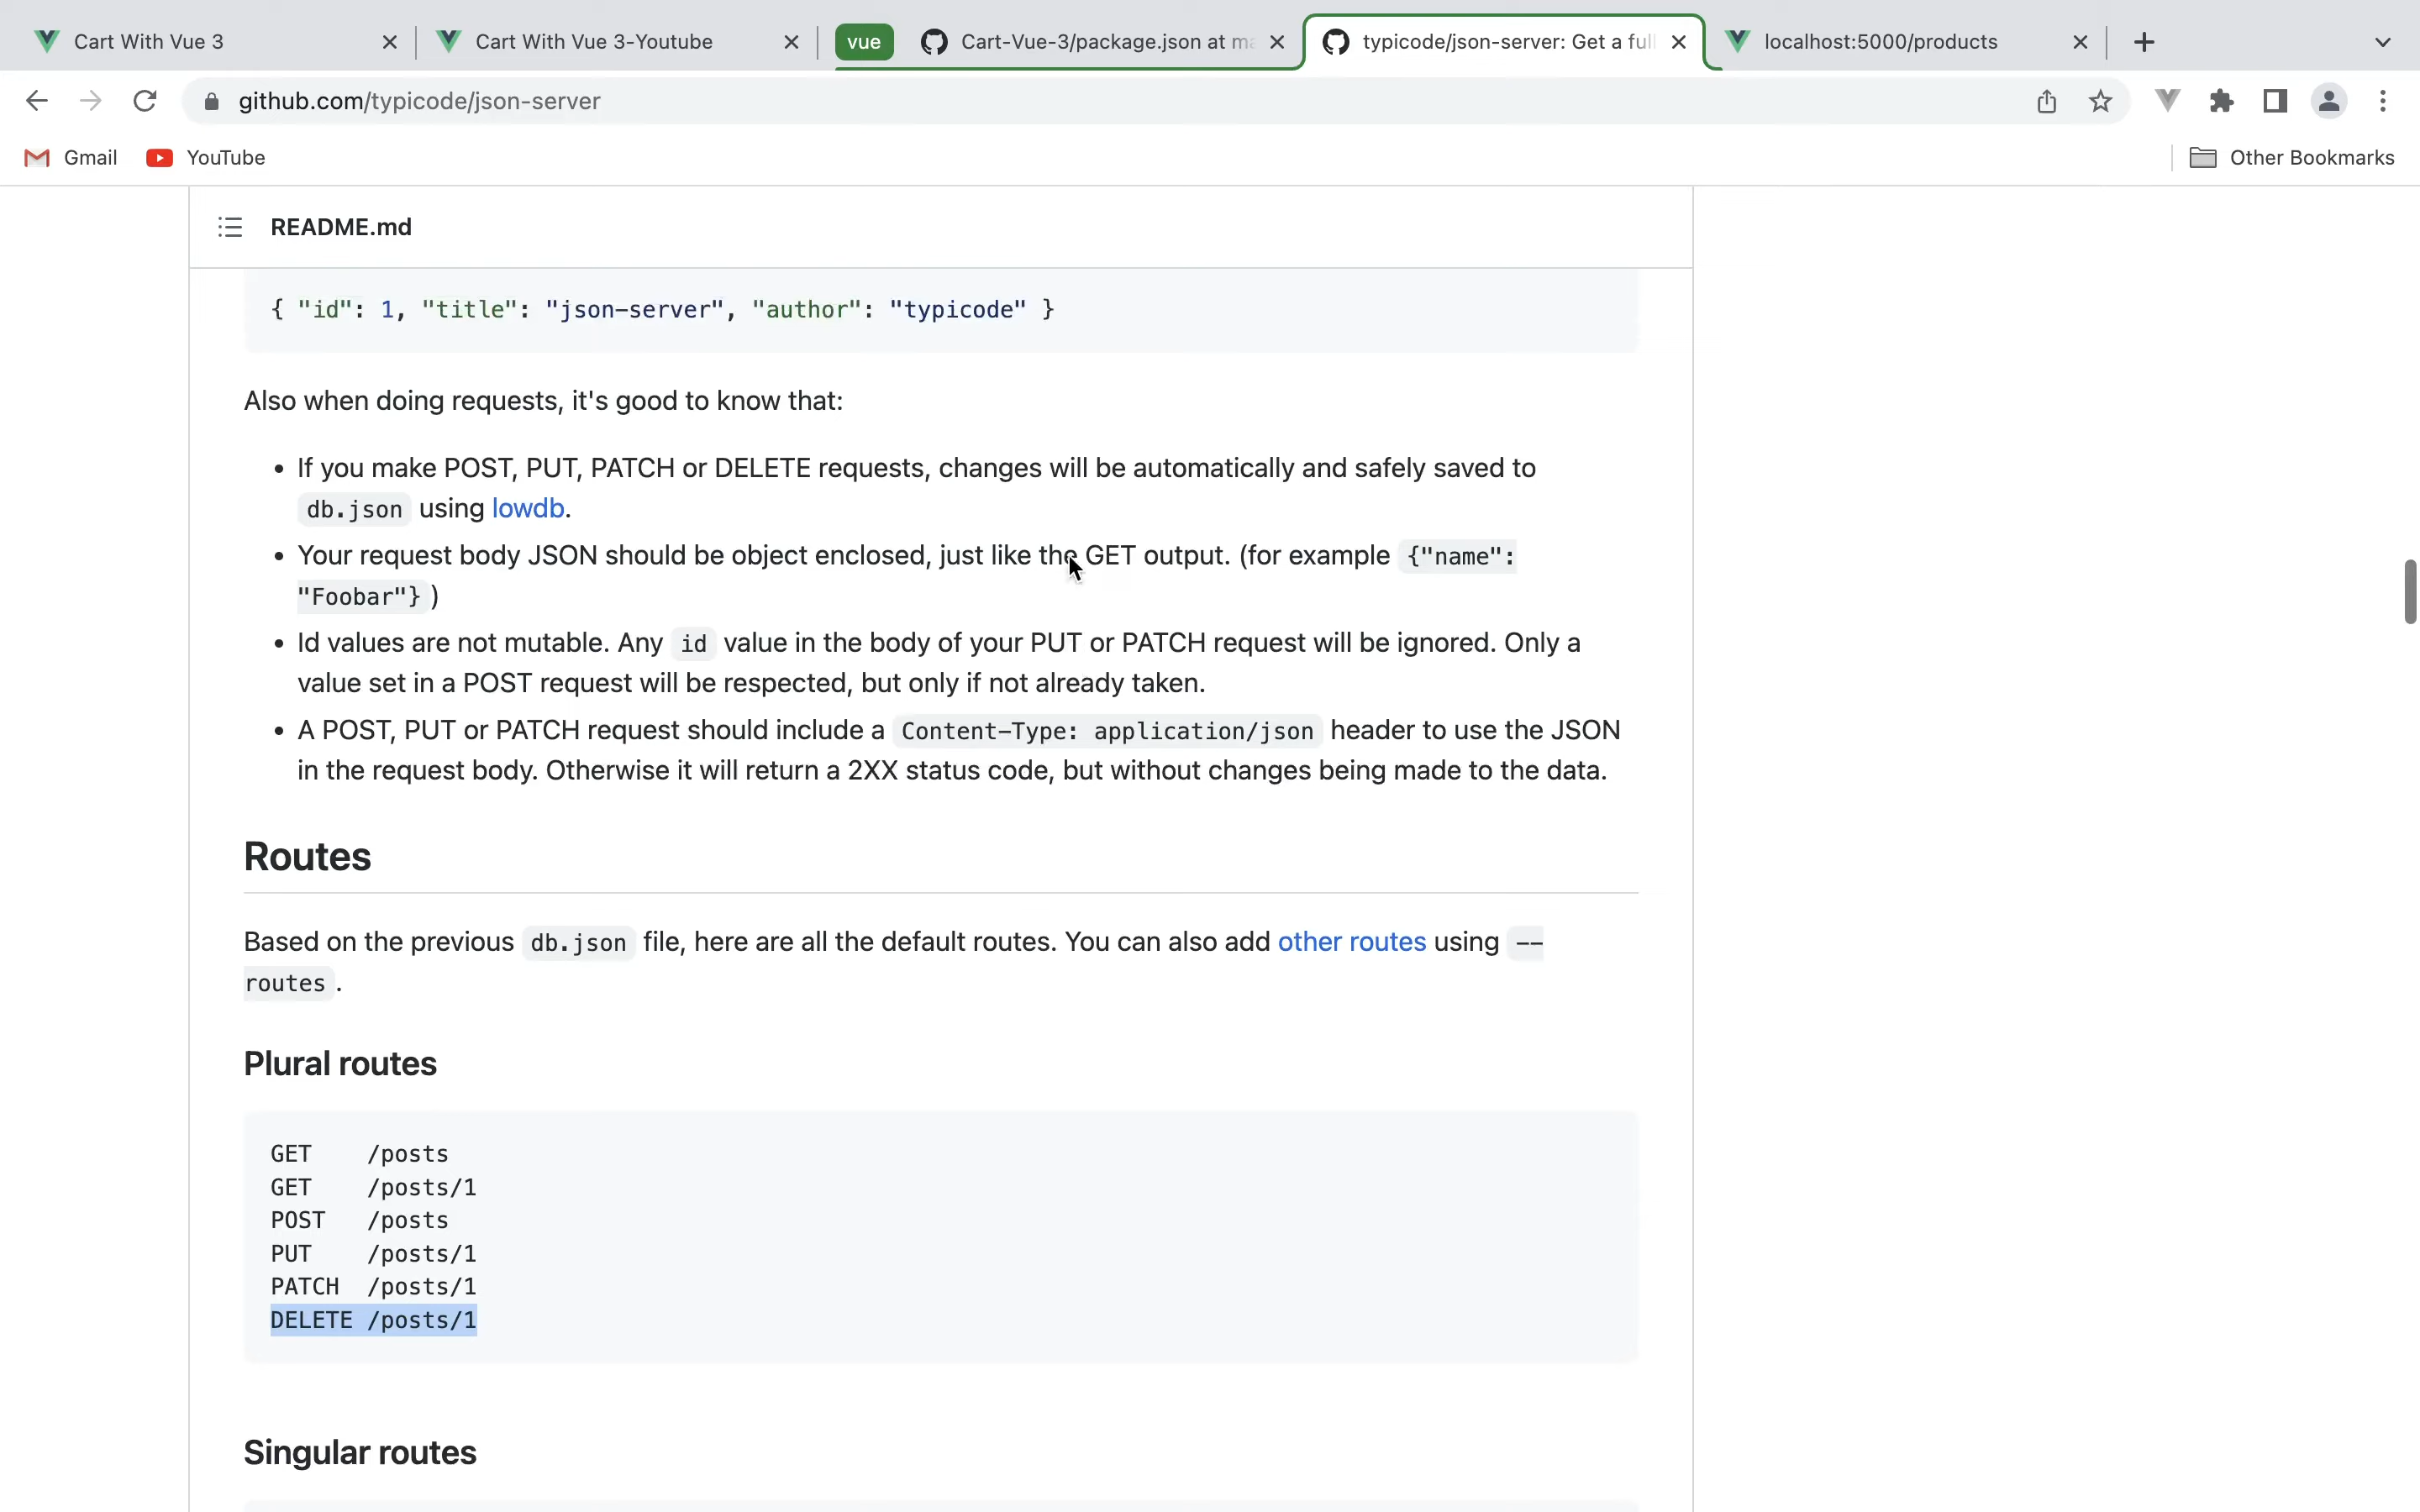 Cart With Vue 3
Cart With Vue 3-Youtube
vue
Cart-Vue-3/package.json at ma
typicode/json-server: Get a full
localhost:5000/products
github.com/typicode/json-server
Gmail
YouTube
Other Bookmarks
README.md
{ "id": 1, "title": "json-server", "author": "typicode" }
Also when doing requests, it's good to know that:
• If you make POST, PUT, PATCH or DELETE requests, changes will be automatically and safely saved to
db.json using lowdb.
• Your request body JSON should be object enclosed, just like the GET output. (for example {"name":
"Foobar"} )
• Id values are not mutable. Any id value in the body of your PUT or PATCH request will be ignored. Only a
value set in a POST request will be respected, but only if not already taken.
• A POST, PUT or PATCH request should include a Content-Type: application/json header to use the JSON
in the request body. Otherwise it will return a 2XX status code, but without changes being made to the data.
Routes
Based on the previous db.json file, here are all the default routes. You can also add other routes using --
routes .
Plural routes
GET    /posts
GET    /posts/1
POST   /posts
PUT    /posts/1
PATCH  /posts/1
DELETE /posts/1
Singular routes